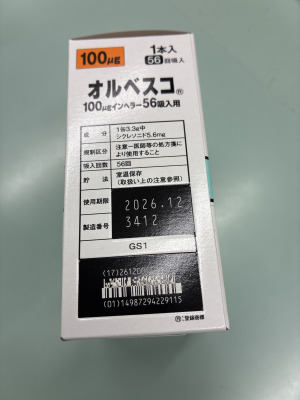 100μg
1本入
56回吸入
オルベスコ®
100μgインヘラー56吸入用
成分 1缶3.3g中
シクレソニド5.6mg
規制区分 注意-医師等の処方箋に
より使用すること
吸入回数 56回
貯法 室温保存
(取扱い上の注意参照)
使用期限 2026.12
製造番号 3412
GS1
(01)14987294229115
®:登録商標